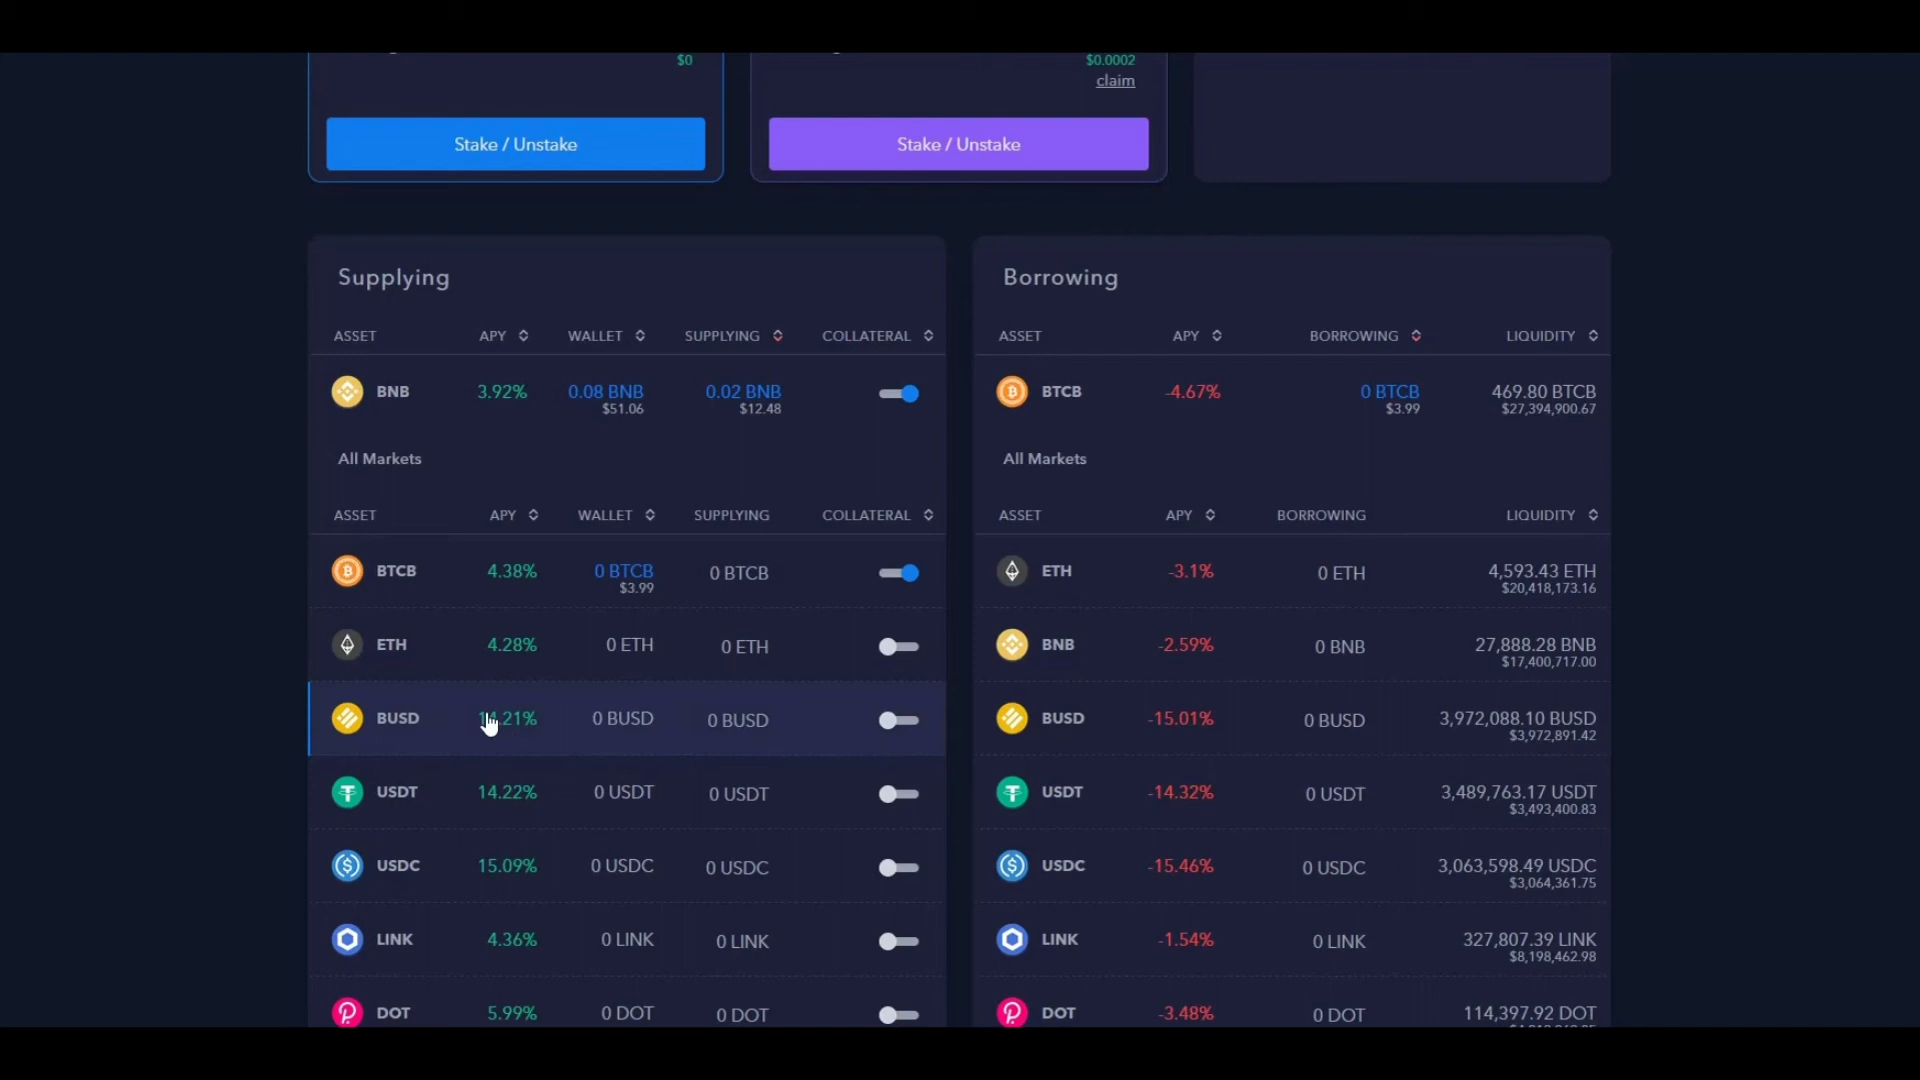 $0
$0.0002
claim
Stake / Unstake
Stake / Unstake
Supplying
ASSET APY WALLET SUPPLYING COLLATERAL
BNB 3.92% 0.08 BNB 0.02 BNB
$51.06 $12.48
All Markets
ASSET APY WALLET SUPPLYING COLLATERAL
BTCB 4.38% 0 BTCB 0 BTCB
$3.99
ETH 4.28% 0 ETH 0 ETH
BUSD 14.21% 0 BUSD 0 BUSD
USDT 14.22% 0 USDT 0 USDT
USDC 15.09% 0 USDC 0 USDC
LINK 4.36% 0 LINK 0 LINK
DOT 5.99% 0 DOT 0 DOT
Borrowing
ASSET APY BORROWING LIQUIDITY
BTCB -4.67% 0 BTCB 469.80 BTCB
$3.99 $27,394,900.67
All Markets
ASSET APY BORROWING LIQUIDITY
ETH -3.1% 0 ETH 4,593.43 ETH
$20,418,173.16
BNB -2.59% 0 BNB 27,888.28 BNB
$17,400,717.00
BUSD -15.01% 0 BUSD 3,972,088.10 BUSD
$3,972,891.42
USDT -14.32% 0 USDT 3,489,763.17 USDT
$3,493,400.83
USDC -15.46% 0 USDC 3,063,598.49 USDC
$3,064,361.75
LINK -1.54% 0 LINK 327,807.39 LINK
$8,198,462.98
DOT -3.48% 0 DOT 114,397.92 DOT